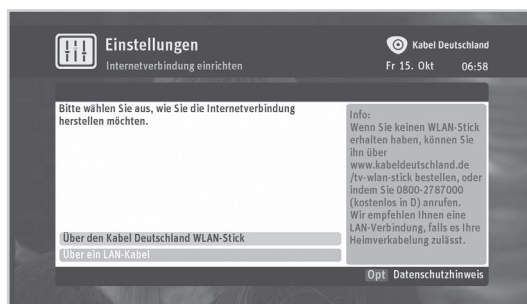 Einstellungen
Internetverbindung einrichten
Kabel Deutschland
Fr 15. Okt 06:58
Bitte wählen Sie aus, wie Sie die Internetverbindung
herstellen möchten.
Über den Kabel Deutschland WLAN-Stick
Über ein LAN-Kabel
Info:
Wenn Sie keinen WLAN-Stick
erhalten haben, können Sie
ihn über
www.kabeldeutschland.de
/tv-wlan-stick bestellen, oder
indem Sie 0800-2787000
(kostenlos in D) anrufen.
Wir empfehlen Ihnen eine
LAN-Verbindung, falls es Ihre
Heimverkabelung zulässt.
Opt Datenschutzhinweis